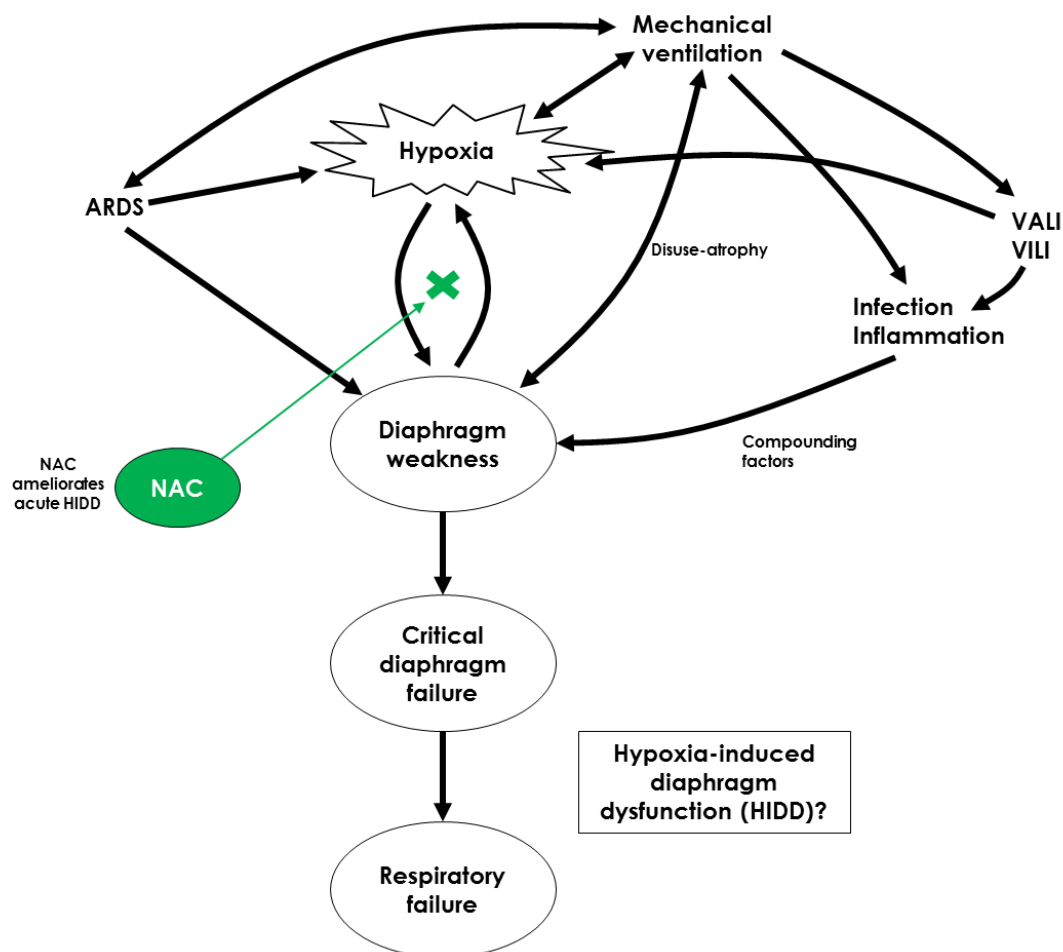 Mechanical
ventilation
Hypoxia
ARDS
VALI
VILI
Disuse-atrophy
Infection
Inflammation
Diaphragm
weakness
Compounding
factors
NAC
ameliorates
acute HIDD
NAC
Critical
diaphragm
failure
Hypoxia-induced
diaphragm
dysfunction (HIDD)?
Respiratory
failure